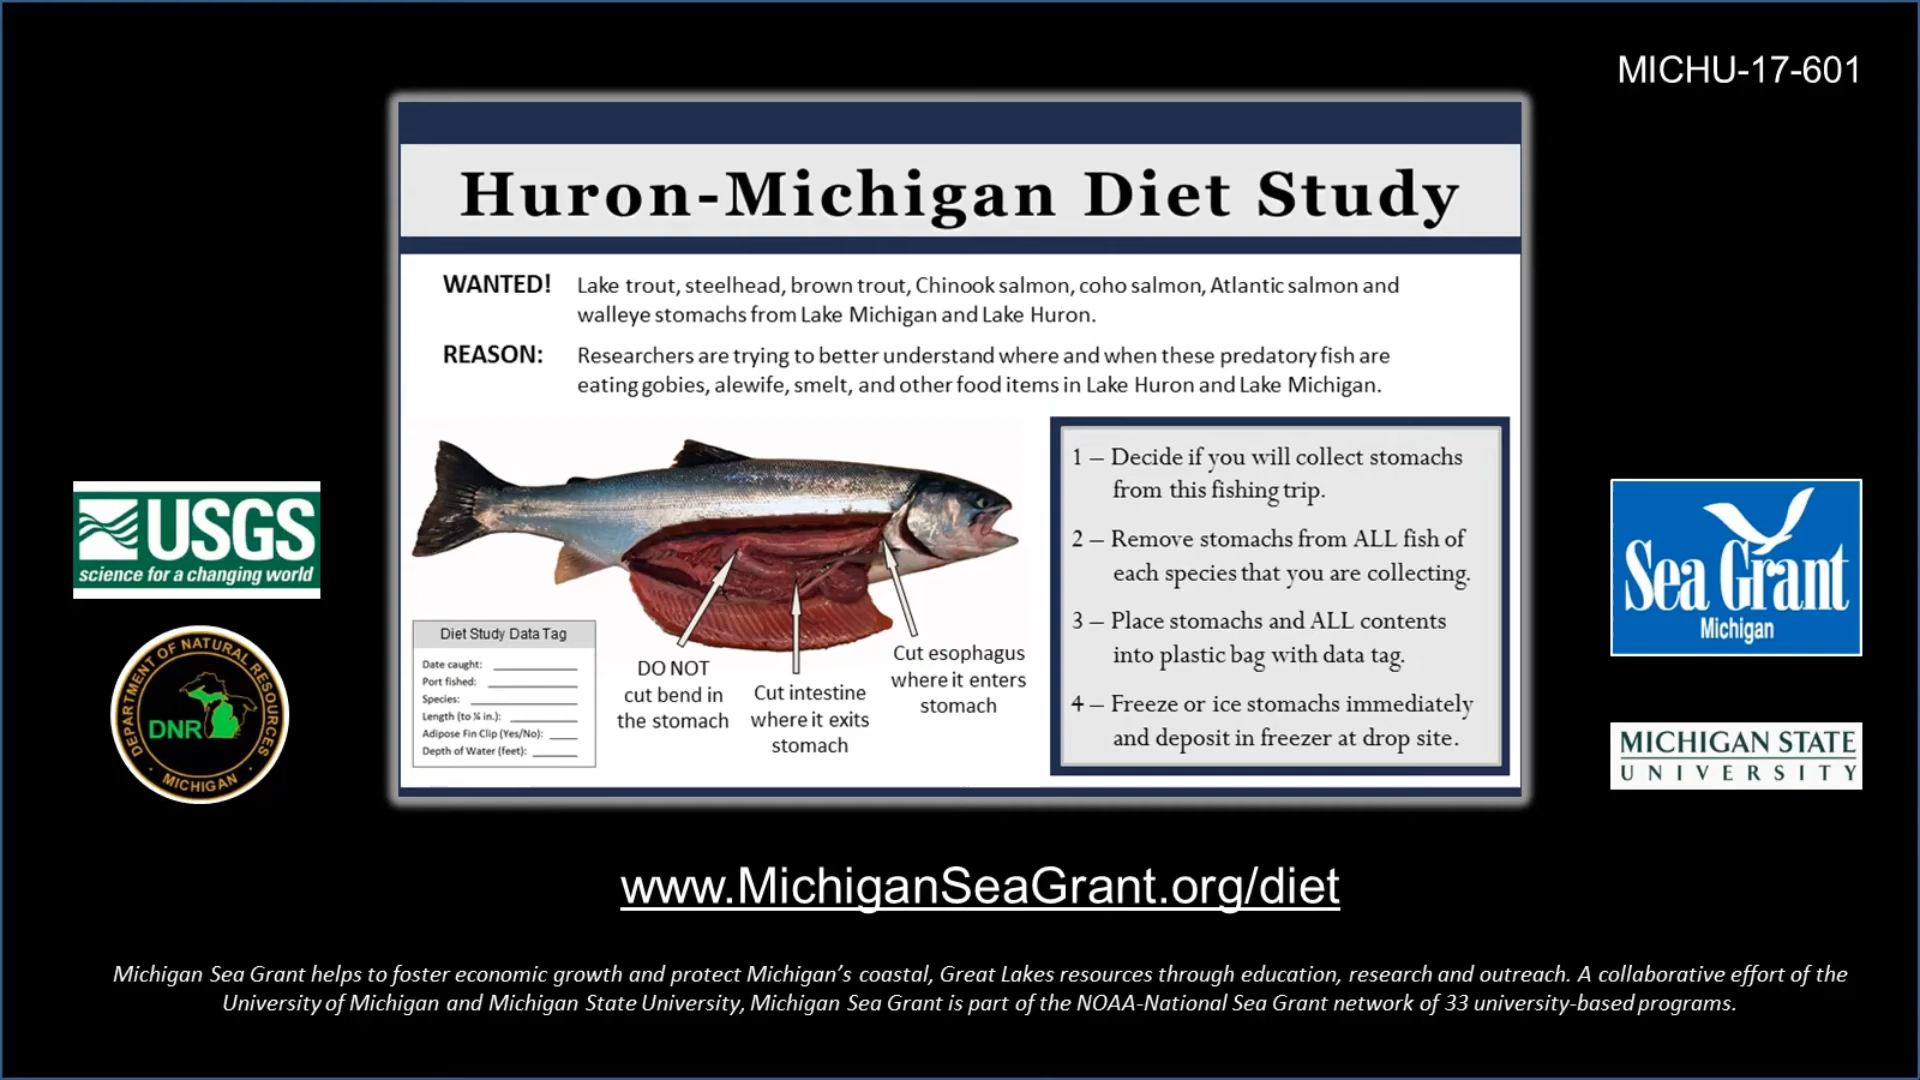 MICHU-17-601
Huron-Michigan Diet Study
WANTED! Lake trout, steelhead, brown trout, Chinook salmon, coho salmon, Atlantic salmon and
walleye stomachs from Lake Michigan and Lake Huron.
REASON: Researchers are trying to better understand where and when these predatory fish are
eating gobies, alewife, smelt, and other food items in Lake Huron and Lake Michigan.
Diet Study Data Tag
Date caught:
Port fished:
Species:
Length (to ¼ in.):
Adipose Fin Clip (Yes/No):
Depth of Water (feet):
DO NOT
cut bend in
the stomach
Cut intestine
where it exits
stomach
Cut esophagus
where it enters
stomach
1 – Decide if you will collect stomachs
from this fishing trip.
2 – Remove stomachs from ALL fish of
each species that you are collecting.
3 – Place stomachs and ALL contents
into plastic bag with data tag.
4 – Freeze or ice stomachs immediately
and deposit in freezer at drop site.
USGS
science for a changing world
DEPARTMENT OF NATURAL RESOURCES
DNR
MICHIGAN
Sea Grant
Michigan
MICHIGAN STATE
UNIVERSITY
www.MichiganSeaGrant.org/diet
Michigan Sea Grant helps to foster economic growth and protect Michigan's coastal, Great Lakes resources through education, research and outreach. A collaborative effort of the
University of Michigan and Michigan State University, Michigan Sea Grant is part of the NOAA-National Sea Grant network of 33 university-based programs.